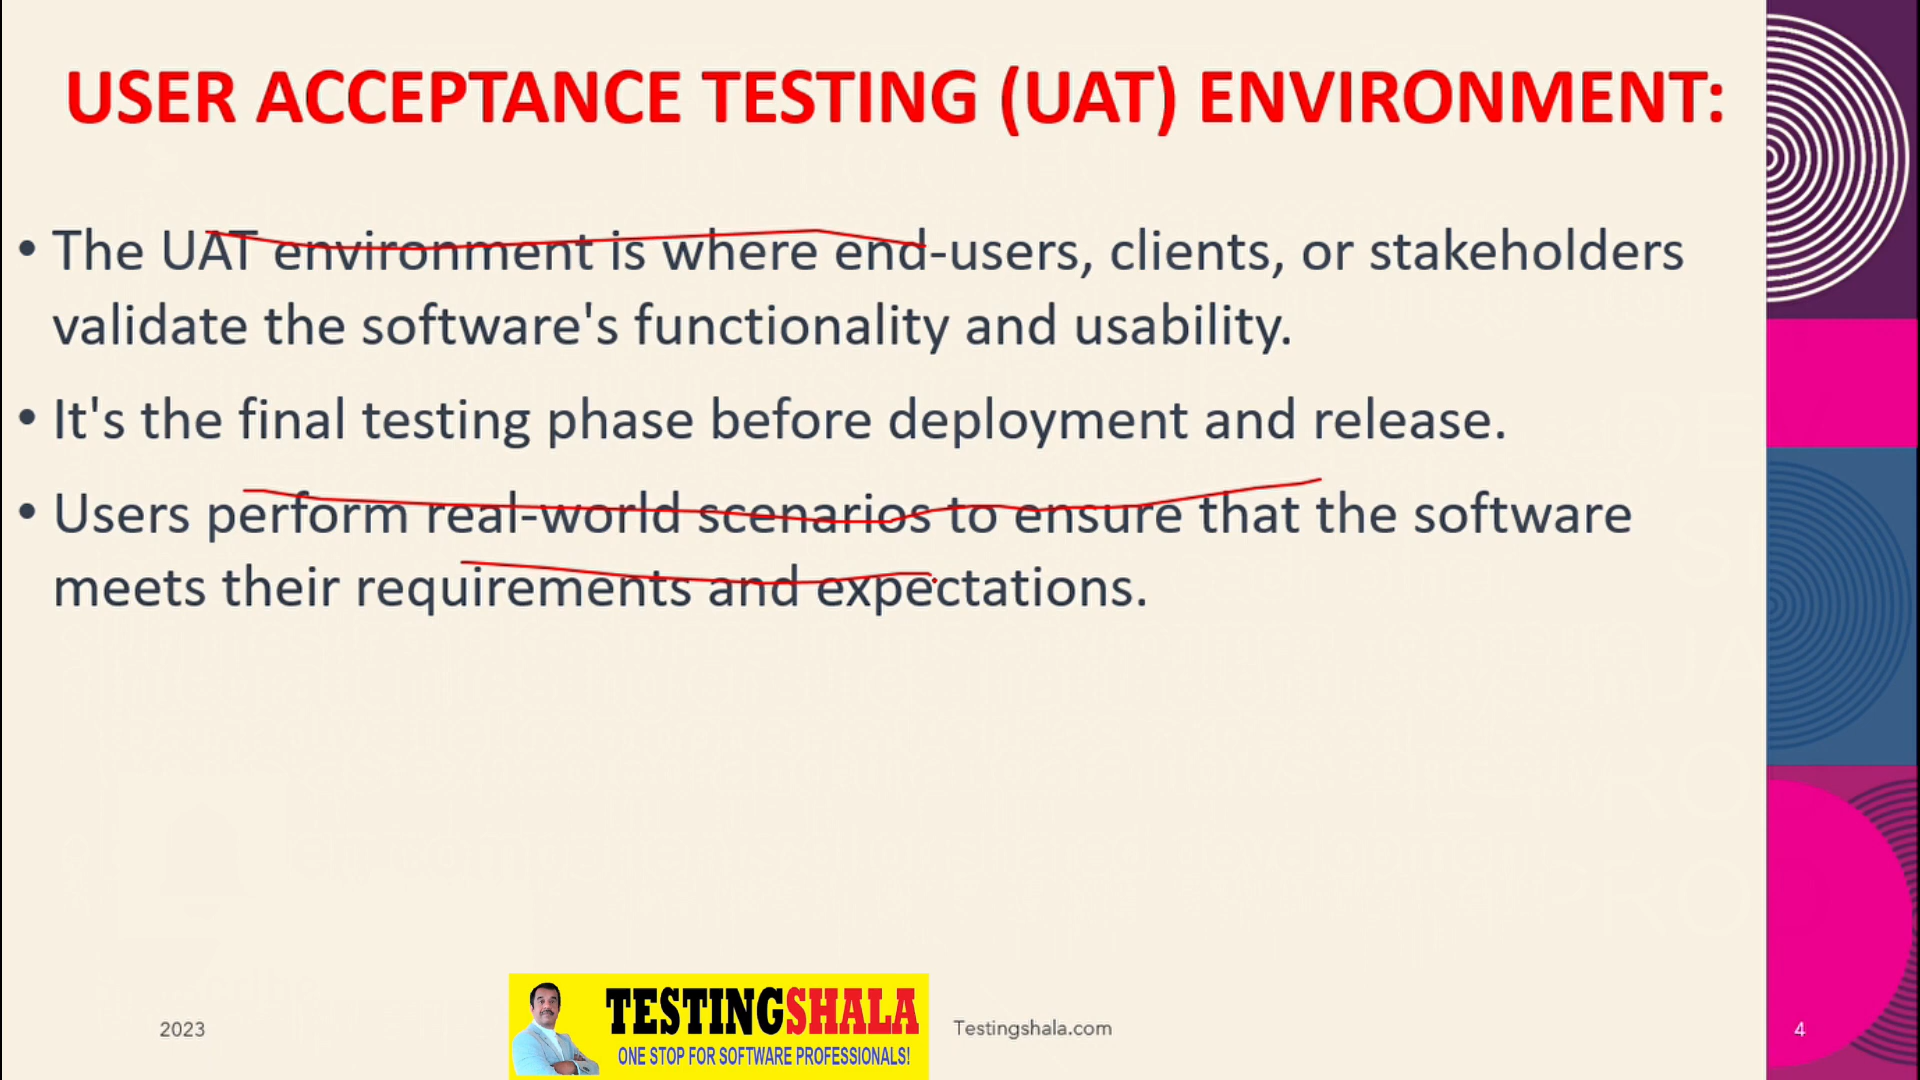 USER ACCEPTANCE TESTING (UAT) ENVIRONMENT:
• The UAT environment is where end-users, clients, or stakeholders
validate the software's functionality and usability.
• It's the final testing phase before deployment and release.
• Users perform real-world scenarios to ensure that the software
meets their requirements and expectations.
2023
TESTINGSHALA
ONE STOP FOR SOFTWARE PROFESSIONALS!
Testingshala.com
4